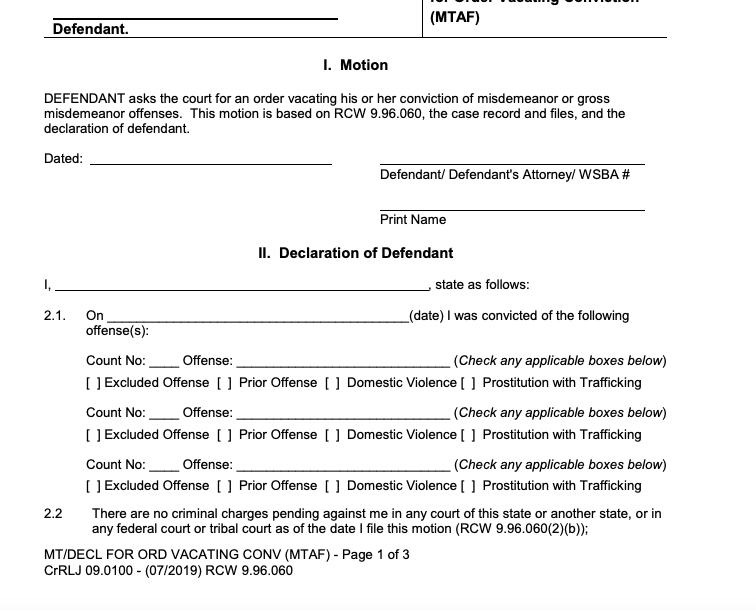 (MTAF)
Defendant.
I. Motion
DEFENDANT asks the court for an order vacating his or her conviction of misdemeanor or gross
misdemeanor offenses. This motion is based on RCW 9.96.060, the case record and files, and the
declaration of defendant.
Dated: ______________________________
Defendant/ Defendant's Attorney/ WSBA #
Print Name
II. Declaration of Defendant
I, ______________________________, state as follows:
2.1. On ______________________________(date) I was convicted of the following
offense(s):
Count No: ____ Offense: ____________________________ (Check any applicable boxes below)
[ ] Excluded Offense [ ] Prior Offense [ ] Domestic Violence [ ] Prostitution with Trafficking
Count No: ____ Offense: ____________________________ (Check any applicable boxes below)
[ ] Excluded Offense [ ] Prior Offense [ ] Domestic Violence [ ] Prostitution with Trafficking
Count No: ____ Offense: ____________________________ (Check any applicable boxes below)
[ ] Excluded Offense [ ] Prior Offense [ ] Domestic Violence [ ] Prostitution with Trafficking
2.2 There are no criminal charges pending against me in any court of this state or another state, or in
any federal court or tribal court as of the date I file this motion (RCW 9.96.060(2)(b));
MT/DECL FOR ORD VACATING CONV (MTAF) - Page 1 of 3
CrRLJ 09.0100 - (07/2019) RCW 9.96.060